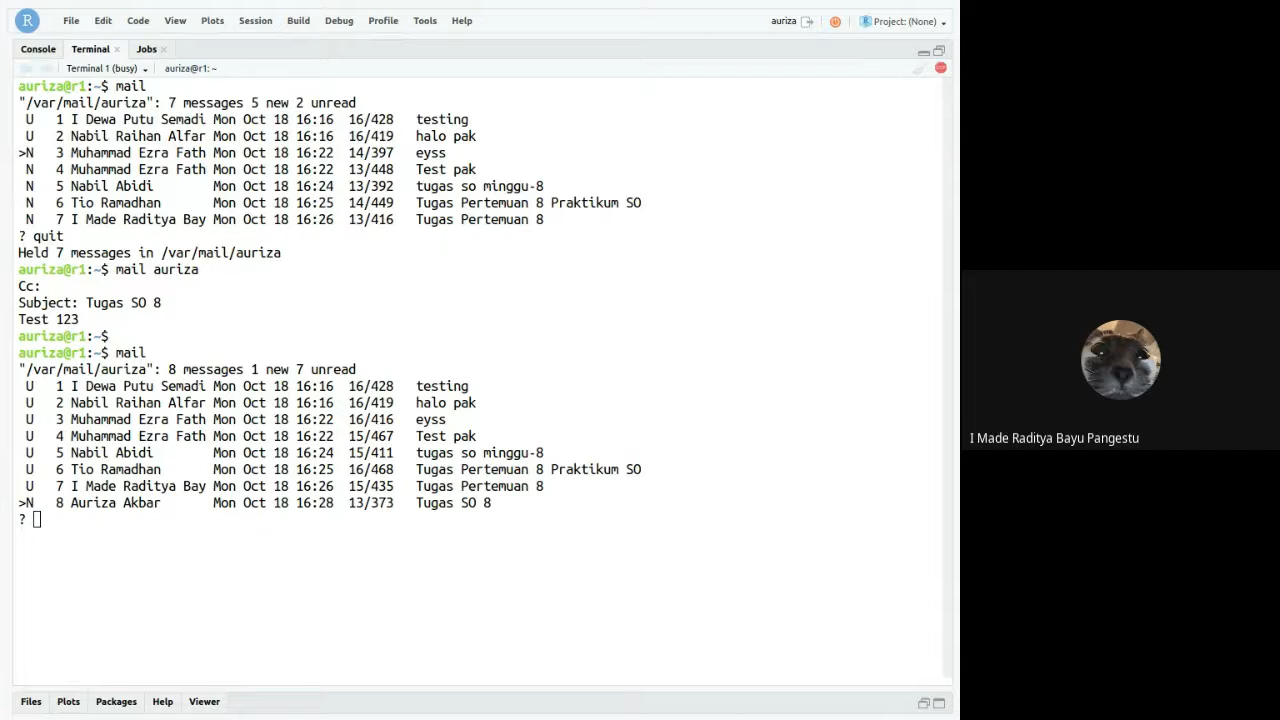 R File Edit Code View Plots Session Build Debug Profile Tools Help auriza R Project: (None)
Console Terminal Jobs
Terminal 1 (busy) auriza@r1: ~
auriza@r1:~$ mail
"/var/mail/auriza": 7 messages 5 new 2 unread
U 1 I Dewa Putu Semadi Mon Oct 18 16:16 16/428 testing
U 2 Nabil Raihan Alfar Mon Oct 18 16:16 16/419 halo pak
>N 3 Muhammad Ezra Fath Mon Oct 18 16:22 14/397 eyss
N 4 Muhammad Ezra Fath Mon Oct 18 16:22 13/448 Test pak
N 5 Nabil Abidi Mon Oct 18 16:24 13/392 tugas so minggu-8
N 6 Tio Ramadhan Mon Oct 18 16:25 14/449 Tugas Pertemuan 8 Praktikum SO
N 7 I Made Raditya Bay Mon Oct 18 16:26 13/416 Tugas Pertemuan 8
? quit
Held 7 messages in /var/mail/auriza
auriza@r1:~$ mail auriza
Cc:
Subject: Tugas SO 8
Test 123
auriza@r1:~$
auriza@r1:~$ mail
"/var/mail/auriza": 8 messages 1 new 7 unread
U 1 I Dewa Putu Semadi Mon Oct 18 16:16 16/428 testing
U 2 Nabil Raihan Alfar Mon Oct 18 16:16 16/419 halo pak
U 3 Muhammad Ezra Fath Mon Oct 18 16:22 16/416 eyss
U 4 Muhammad Ezra Fath Mon Oct 18 16:22 15/467 Test pak
U 5 Nabil Abidi Mon Oct 18 16:24 15/411 tugas so minggu-8
U 6 Tio Ramadhan Mon Oct 18 16:25 16/468 Tugas Pertemuan 8 Praktikum SO
U 7 I Made Raditya Bay Mon Oct 18 16:26 15/435 Tugas Pertemuan 8
>N 8 Auriza Akbar Mon Oct 18 16:28 13/373 Tugas SO 8
?
Files Plots Packages Help Viewer
I Made Raditya Bayu Pangestu